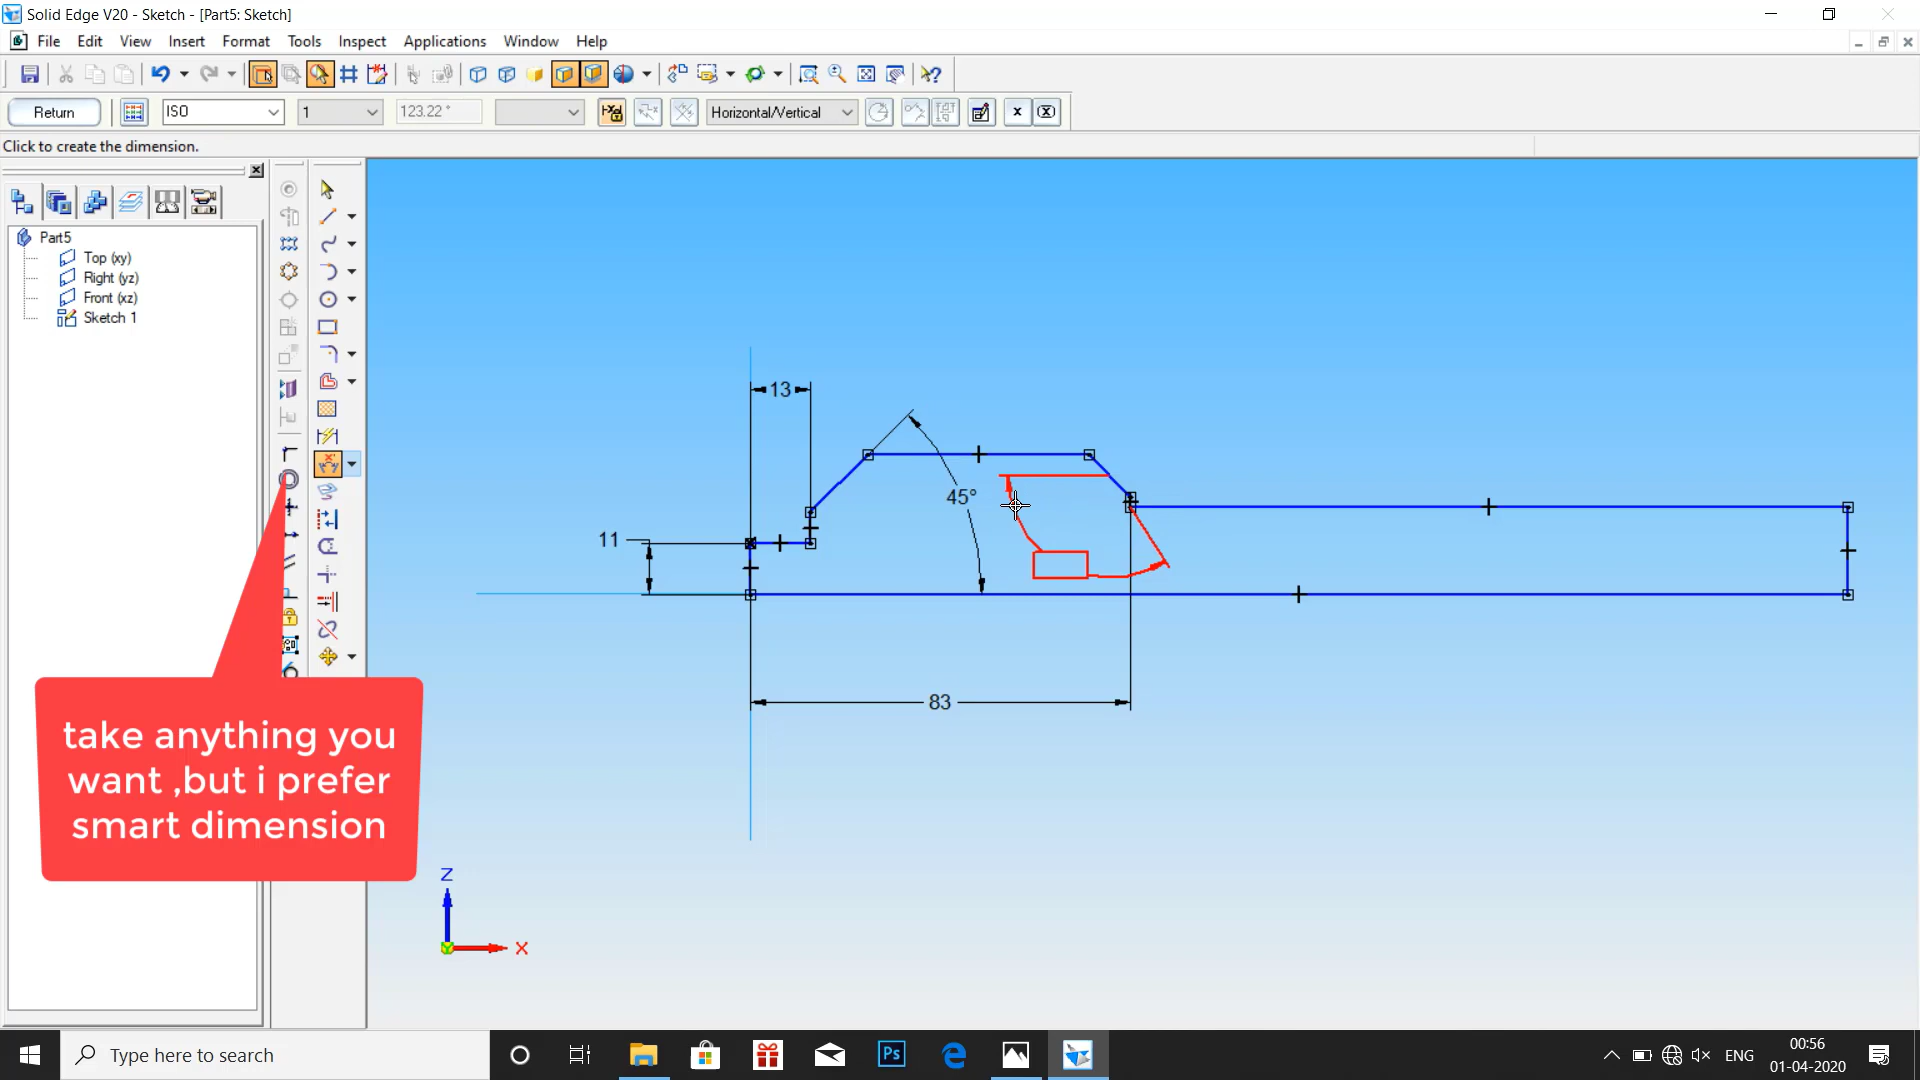 Solid Edge V20 - Sketch - [Part5: Sketch]
File Edit View Insert Format Tools Inspect Applications Window Help
Return ISO 1 123.22 ° Horizontal/Vertical
Click to create the dimension.
Part5
Top (xy)
Right (yz)
Front (xz)
Sketch 1
13
45°
11
83
take anything you
want ,but i prefer
smart dimension
Z
X
Type here to search
Ps
ENG
00:56
01-04-2020